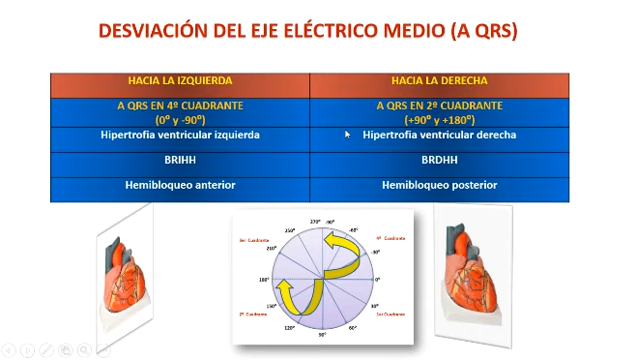 DESVIACIÓN DEL EJE ELÉCTRICO MEDIO (A QRS)
HACIA LA IZQUIERDA
HACIA LA DERECHA
A QRS EN 4º CUADRANTE
(0º y -90º)
A QRS EN 2º CUADRANTE
(+90º y +180º)
Hipertrofia ventricular izquierda
Hipertrofia ventricular derecha
BRIHH
BRDHH
Hemibloqueo anterior
Hemibloqueo posterior
270º -90º
250º
-60º
3er Cuadrante
4º Cuadrante
-30º
180º
0º
150º
30º
2º Cuadrante
1er Cuadrante
120º
60º
90º